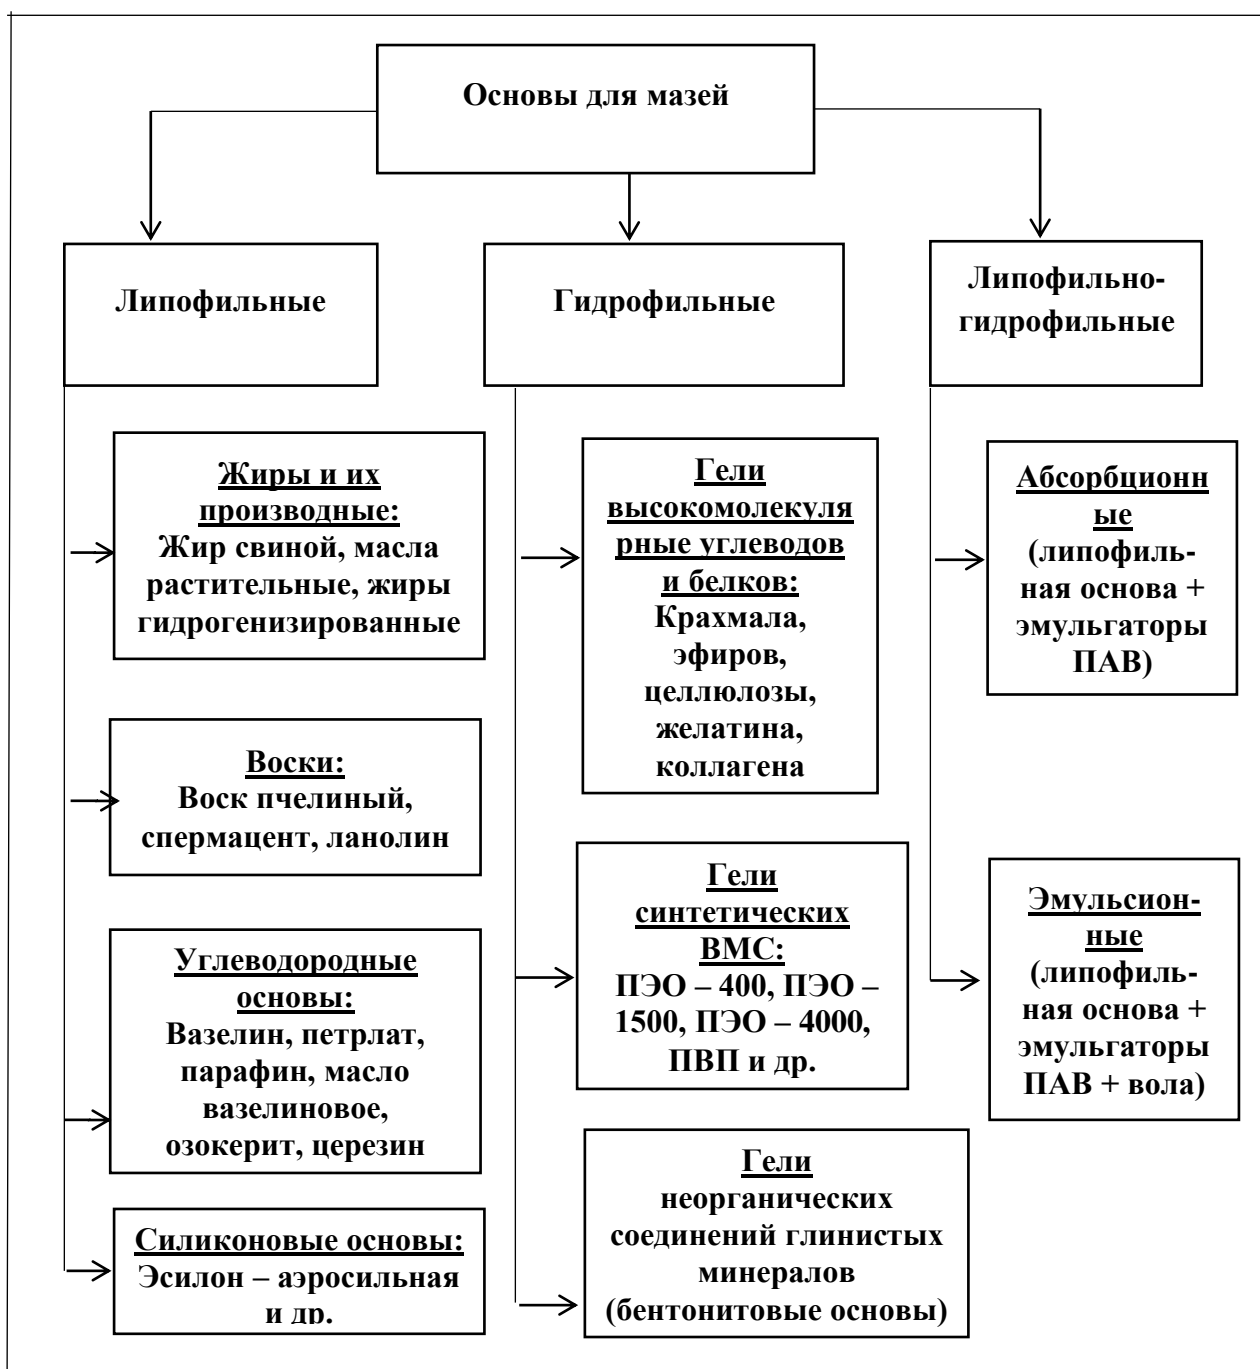 Основы для мазей
Липофильные
Гидрофильные
Липофильно-
гидрофильные
Жиры и их
производные:
Жир свиной, масла
растительные, жиры
гидрогенизированные
Воски:
Воск пчелиный,
спермацент, ланолин
Углеводородные
основы:
Вазелин, петрлат,
парафин, масло
вазелиновое,
озокерит, церезин
Силиконовые основы:
Эсилон – аэросильная
и др.
Гели
высокомолекуля
рные углеводов
и белков:
Крахмала,
эфиров,
целлюлозы,
желатина,
коллагена
Гели
синтетических
ВМС:
ПЭО – 400, ПЭО –
1500, ПЭО – 4000,
ПВП и др.
Гели
неорганических
соединений глинистых
минералов
(бентонитовые основы)
Абсорбционн
ые
(липофиль-
ная основа +
эмульгаторы
ПАВ)
Эмульсион-
ные
(липофиль-
ная основа +
эмульгаторы
ПАВ + вола)